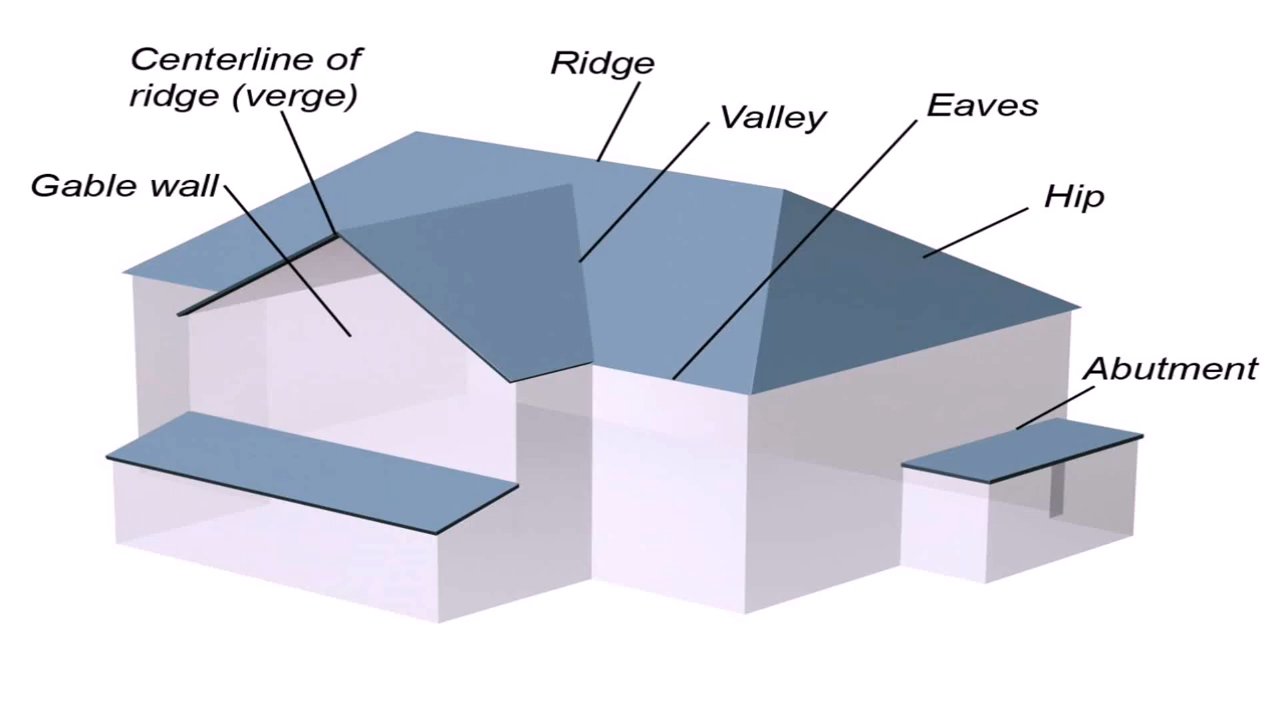 Centerline of
ridge (verge)
Ridge
Valley
Eaves
Gable wall
Hip
Abutment